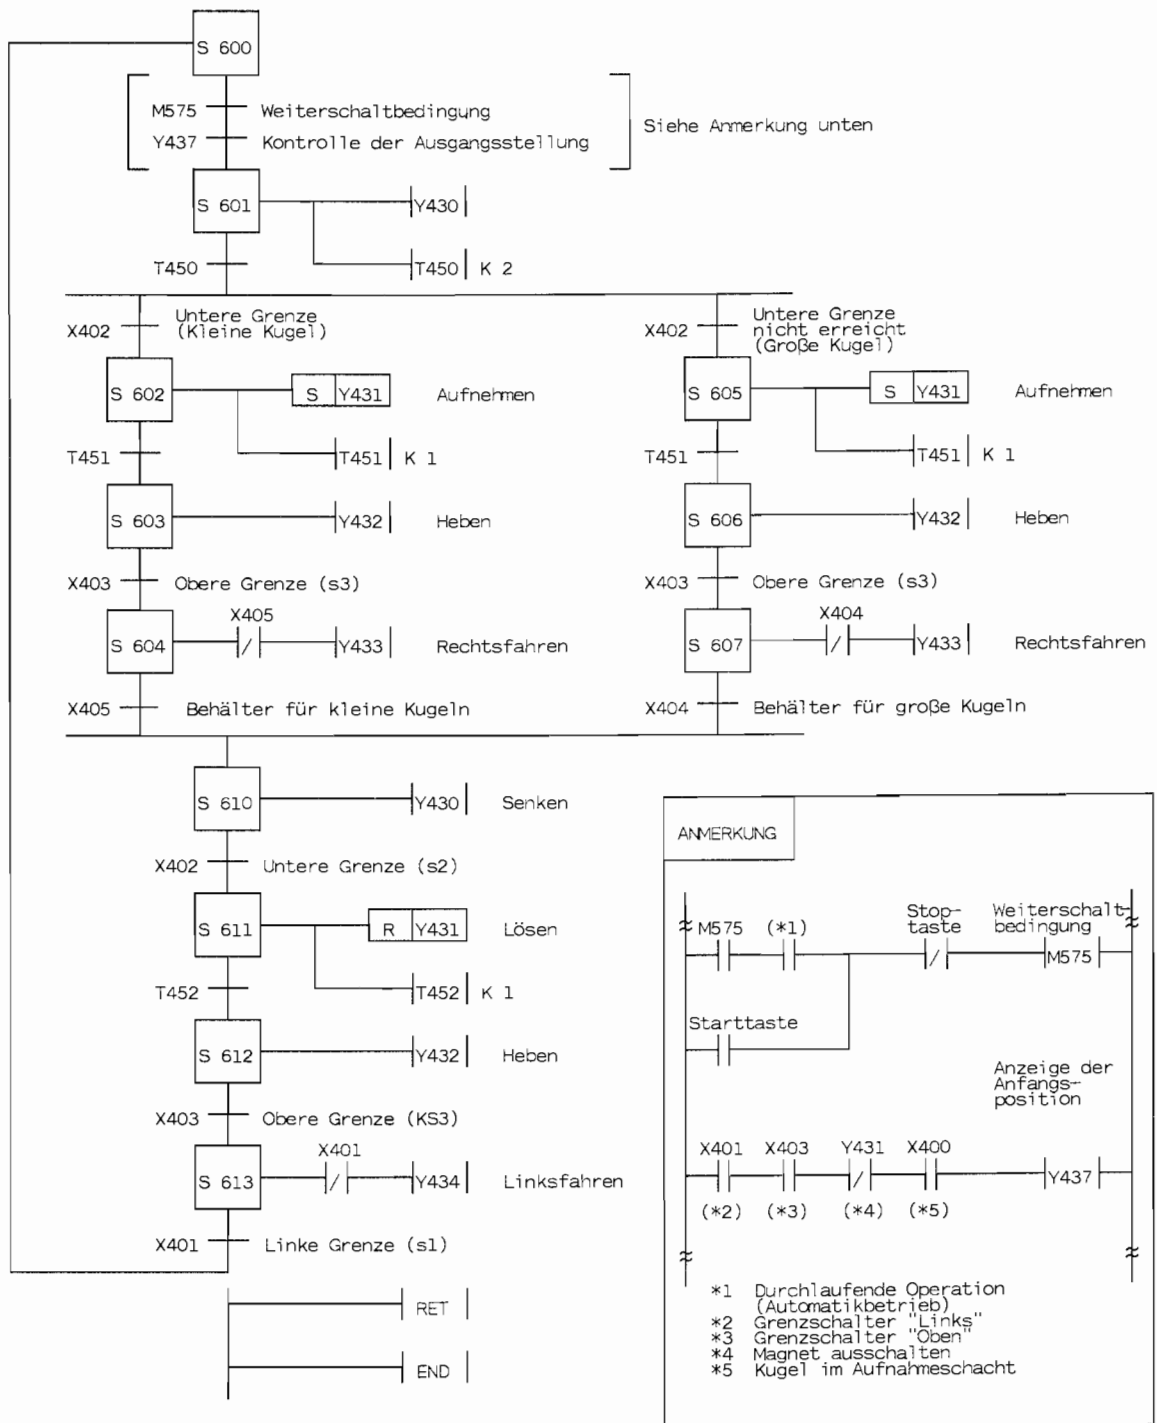 S 600
M575 Weiterschaltbedingung
Siehe Anmerkung unten
Y437 Kontrolle der Ausgangsstellung
S 601 Y430
T450 T450 K 2
Untere Grenze
(Kleine Kugel)
X402
Untere Grenze
nicht erreicht
(Große Kugel)
X402
S 602 S Y431 Aufnehmen
S 605 S Y431 Aufnehmen
T451 T451 K 1
T451 T451 K 1
S 603 Y432 Heben
S 606 Y432 Heben
X403 Obere Grenze (s3)
X403 Obere Grenze (s3)
X405
S 604 / Y433 Rechtsfahren
X404
S 607 / Y433 Rechtsfahren
X405 Behälter für kleine Kugeln
X404 Behälter für große Kugeln
S 610 Y430 Senken
X402 Untere Grenze (s2)
S 611 R Y431 Lösen
T452 T452 K 1
S 612 Y432 Heben
X403 Obere Grenze (KS3)
X401
S 613 / Y434 Linksfahren
X401 Linke Grenze (s1)
RET
END
ANMERKUNG
Stop-
taste
Weiterschalt-
bedingung
M575 (*1)
/ M575
Starttaste
Anzeige der
Anfangs-
position
X401 X403 Y431 X400
/ Y437
(*2) (*3) (*4) (*5)
*1 Durchlaufende Operation
(Automatikbetrieb)
*2 Grenzschalter "Links"
*3 Grenzschalter "Oben"
*4 Magnet ausschalten
*5 Kugel im Aufnahmeschacht